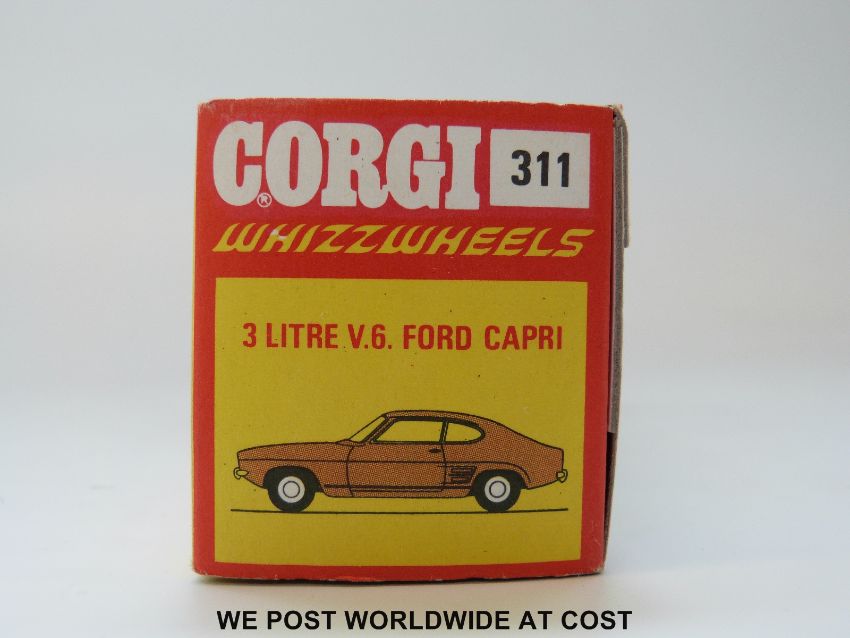 CORGI 311
®
WHIZZWHEELS
3 LITRE V.6. FORD CAPRI
WE POST WORLDWIDE AT COST